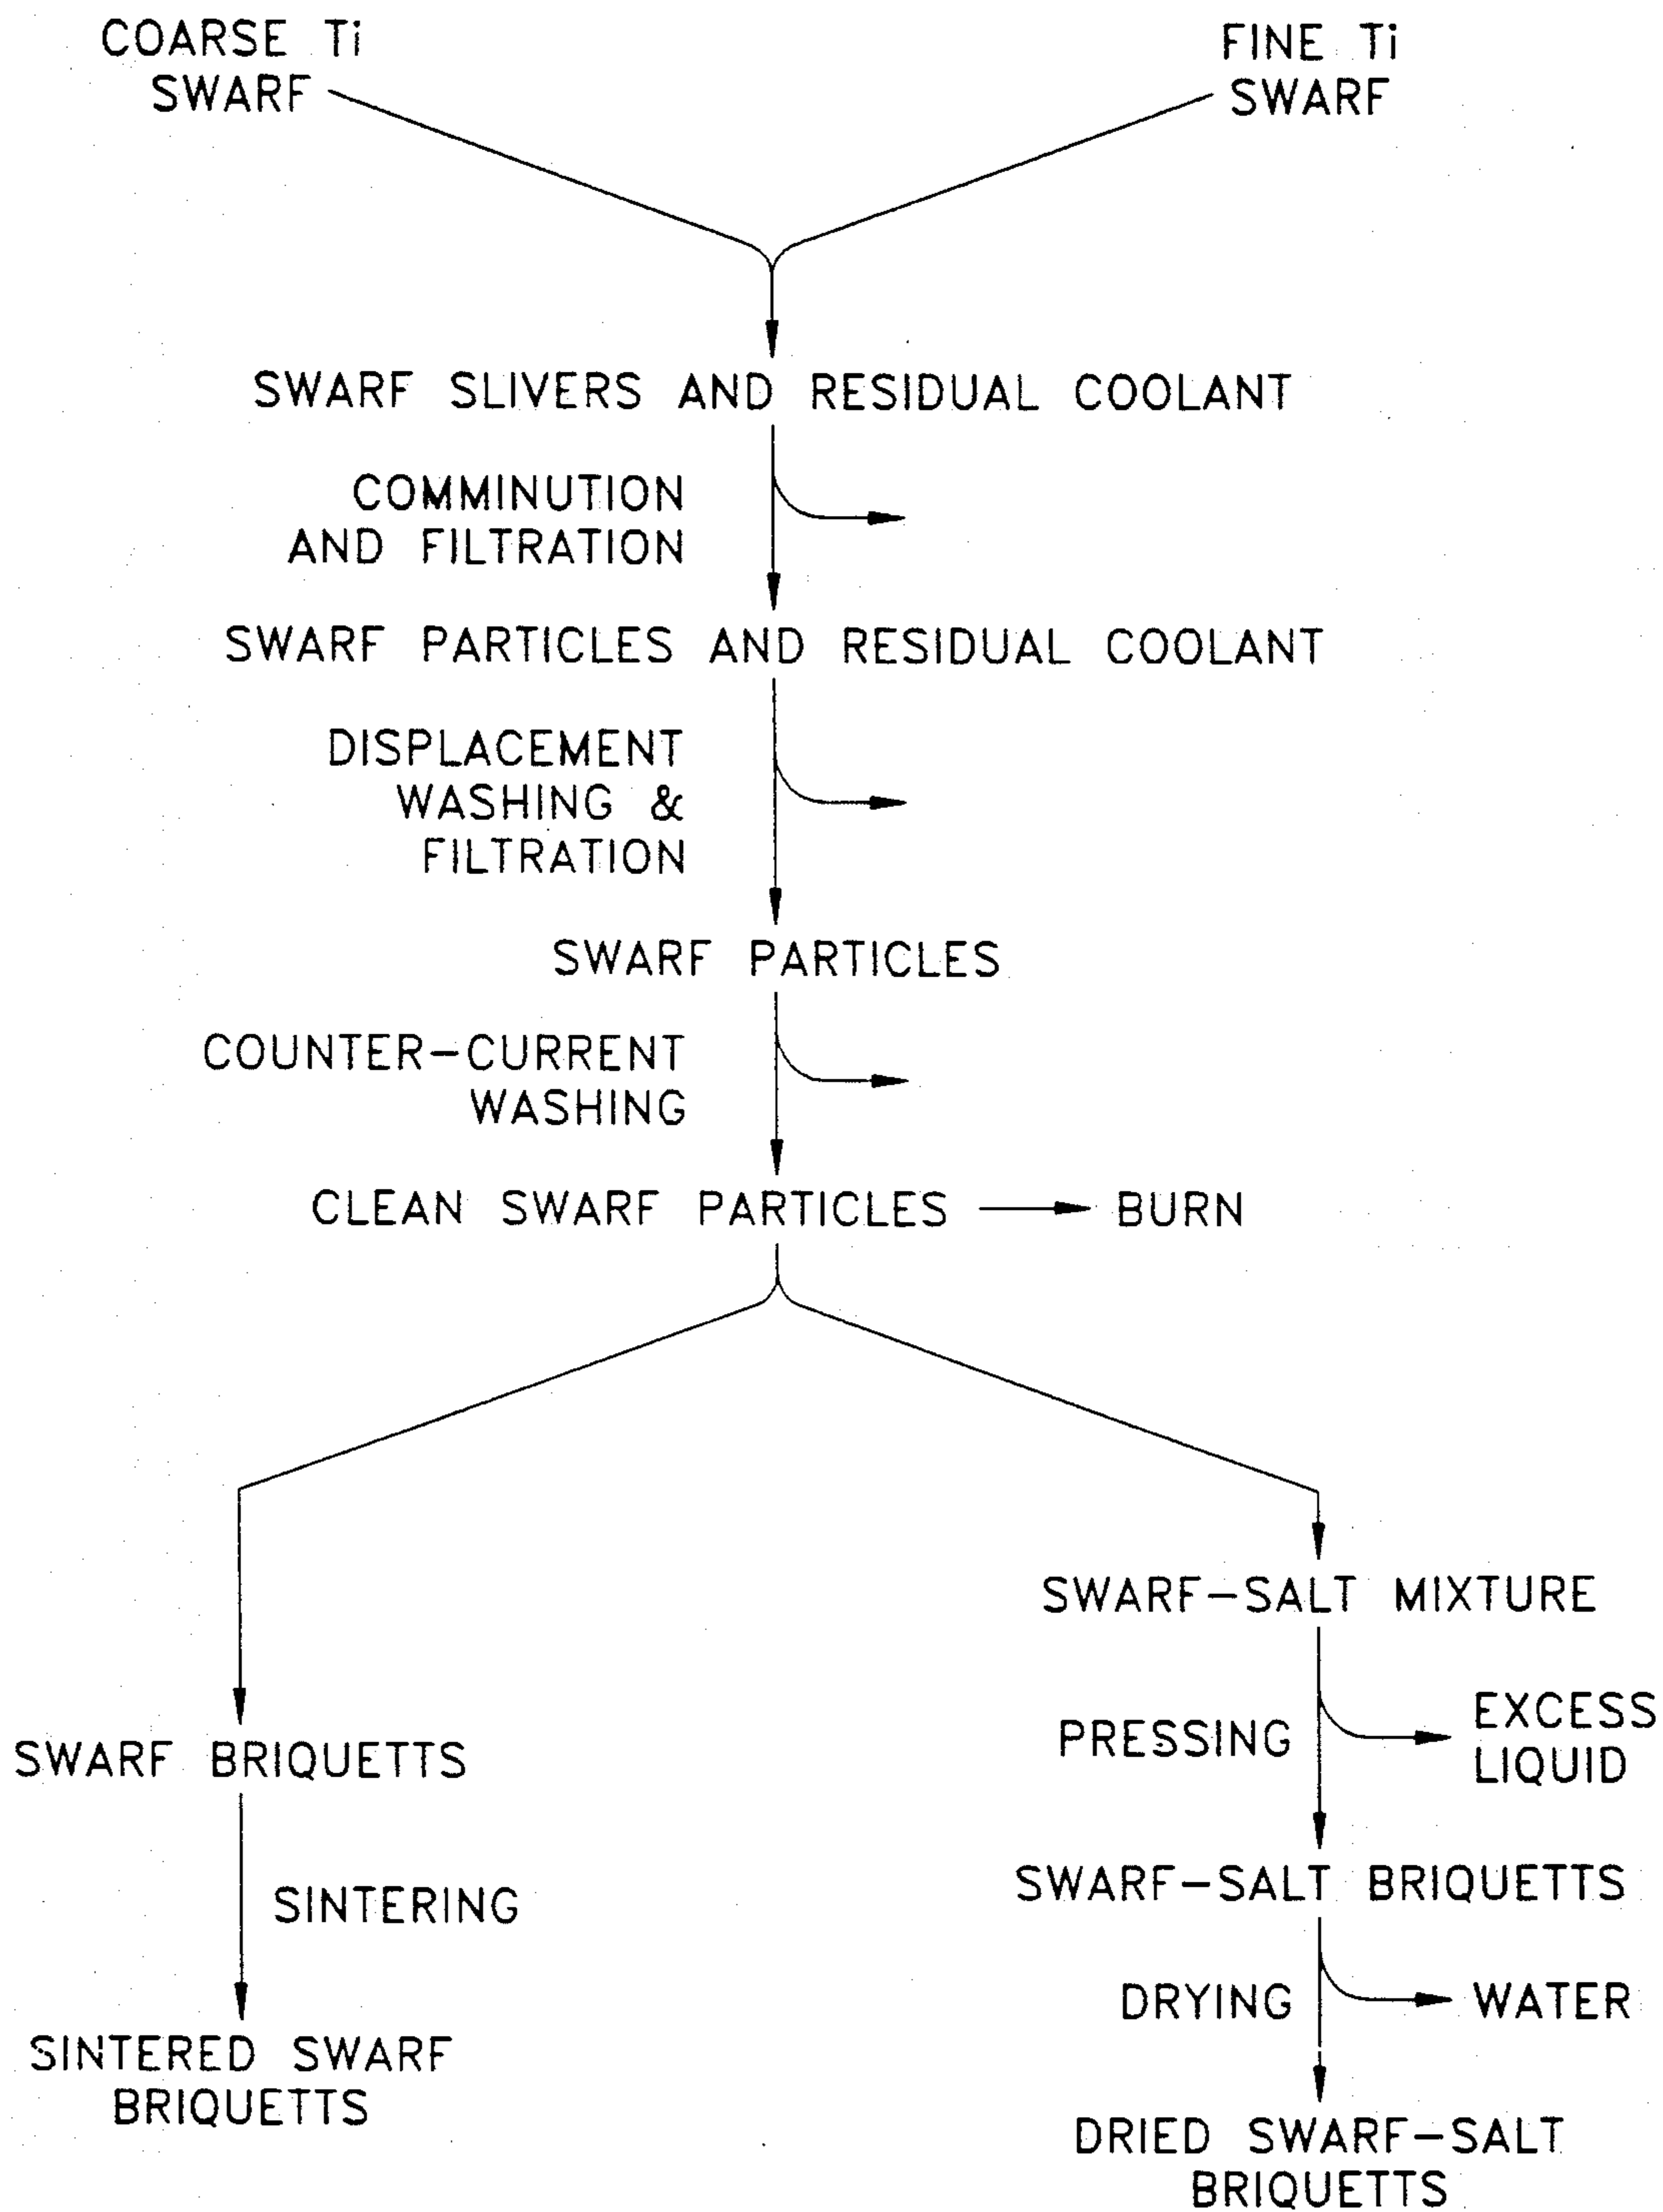 COARSE Ti
SWARF
FINE Ti
SWARF
SWARF SLIVERS AND RESIDUAL COOLANT
COMMINUTION
AND FILTRATION
SWARF PARTICLES AND RESIDUAL COOLANT
DISPLACEMENT
WASHING &
FILTRATION
SWARF PARTICLES
COUNTER-CURRENT
WASHING
CLEAN SWARF PARTICLES
BURN
SWARF BRIQUETTS
SINTERING
SINTERED SWARF
BRIQUETTS
SWARF-SALT MIXTURE
PRESSING
EXCESS
LIQUID
SWARF-SALT BRIQUETTS
DRYING
WATER
DRIED SWARF-SALT
BRIQUETTS